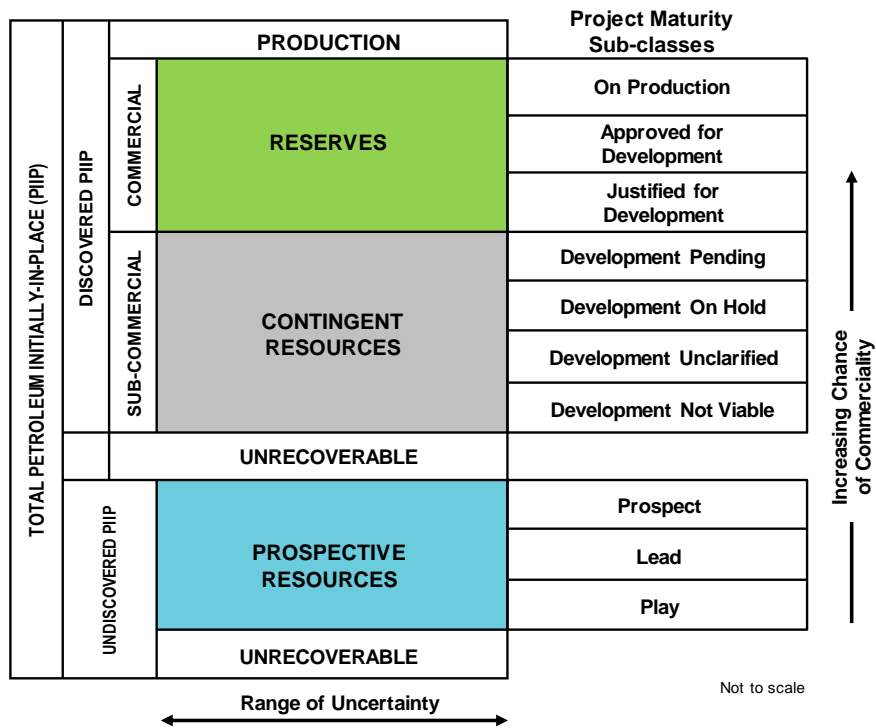 Project Maturity
Sub-classes
PRODUCTION
TOTAL PETROLEUM INITIALLY-IN-PLACE (PIIP)
DISCOVERED PIIP
COMMERCIAL
RESERVES
On Production
Approved for
Development
Justified for
Development
SUB-COMMERCIAL
CONTINGENT
RESOURCES
Development Pending
Development On Hold
Development Unclarified
Development Not Viable
UNRECOVERABLE
UNDISCOVERED PIIP
PROSPECTIVE
RESOURCES
Prospect
Lead
Play
UNRECOVERABLE
Increasing Chance
of Commerciality
Range of Uncertainty
Not to scale